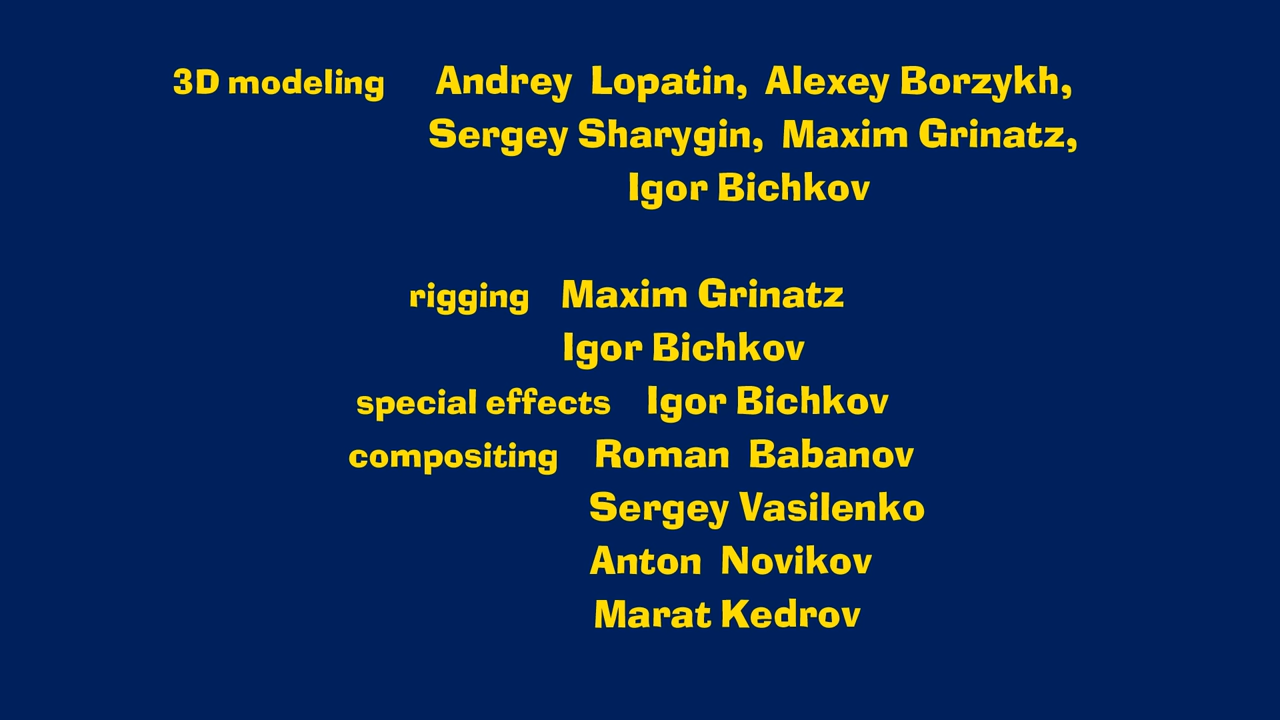 3D modeling Andrey Lopatin, Alexey Borzykh,
Sergey Sharygin, Maxim Grinatz,
Igor Bichkov
rigging Maxim Grinatz
Igor Bichkov
special effects Igor Bichkov
compositing Roman Babanov
Sergey Vasilenko
Anton Novikov
Marat Kedrov